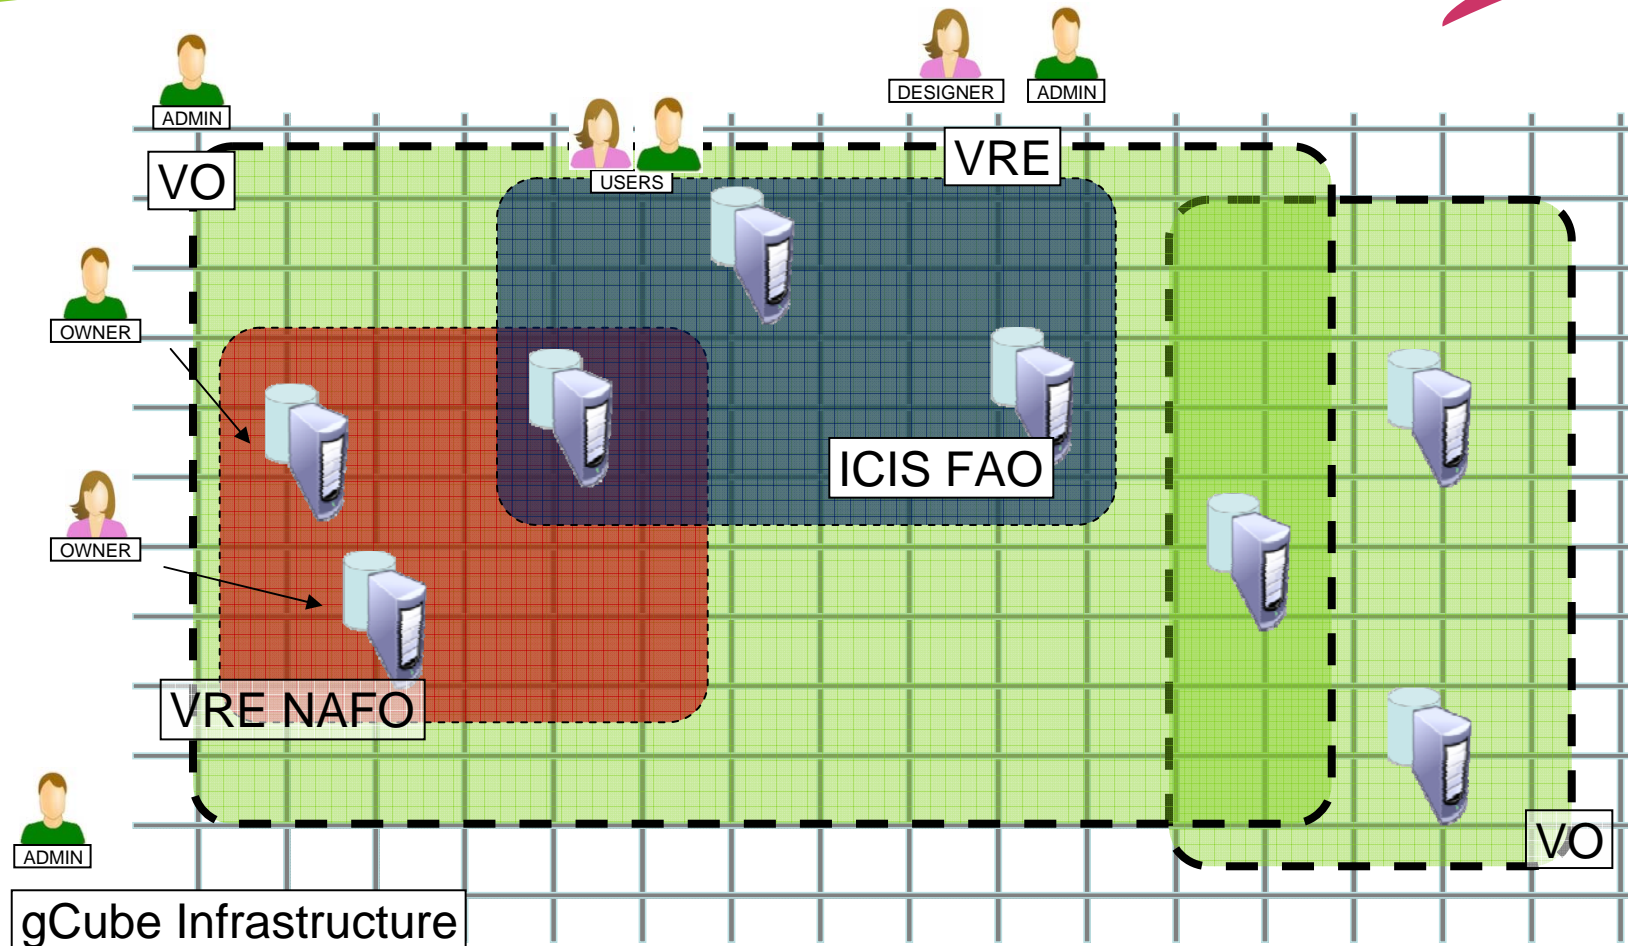 DESIGNER
ADMIN
ADMIN
VRE
VO
USERS
OWNER
ICIS FAO
OWNER
VRE NAFO
VO
ADMIN
gCube Infrastructure